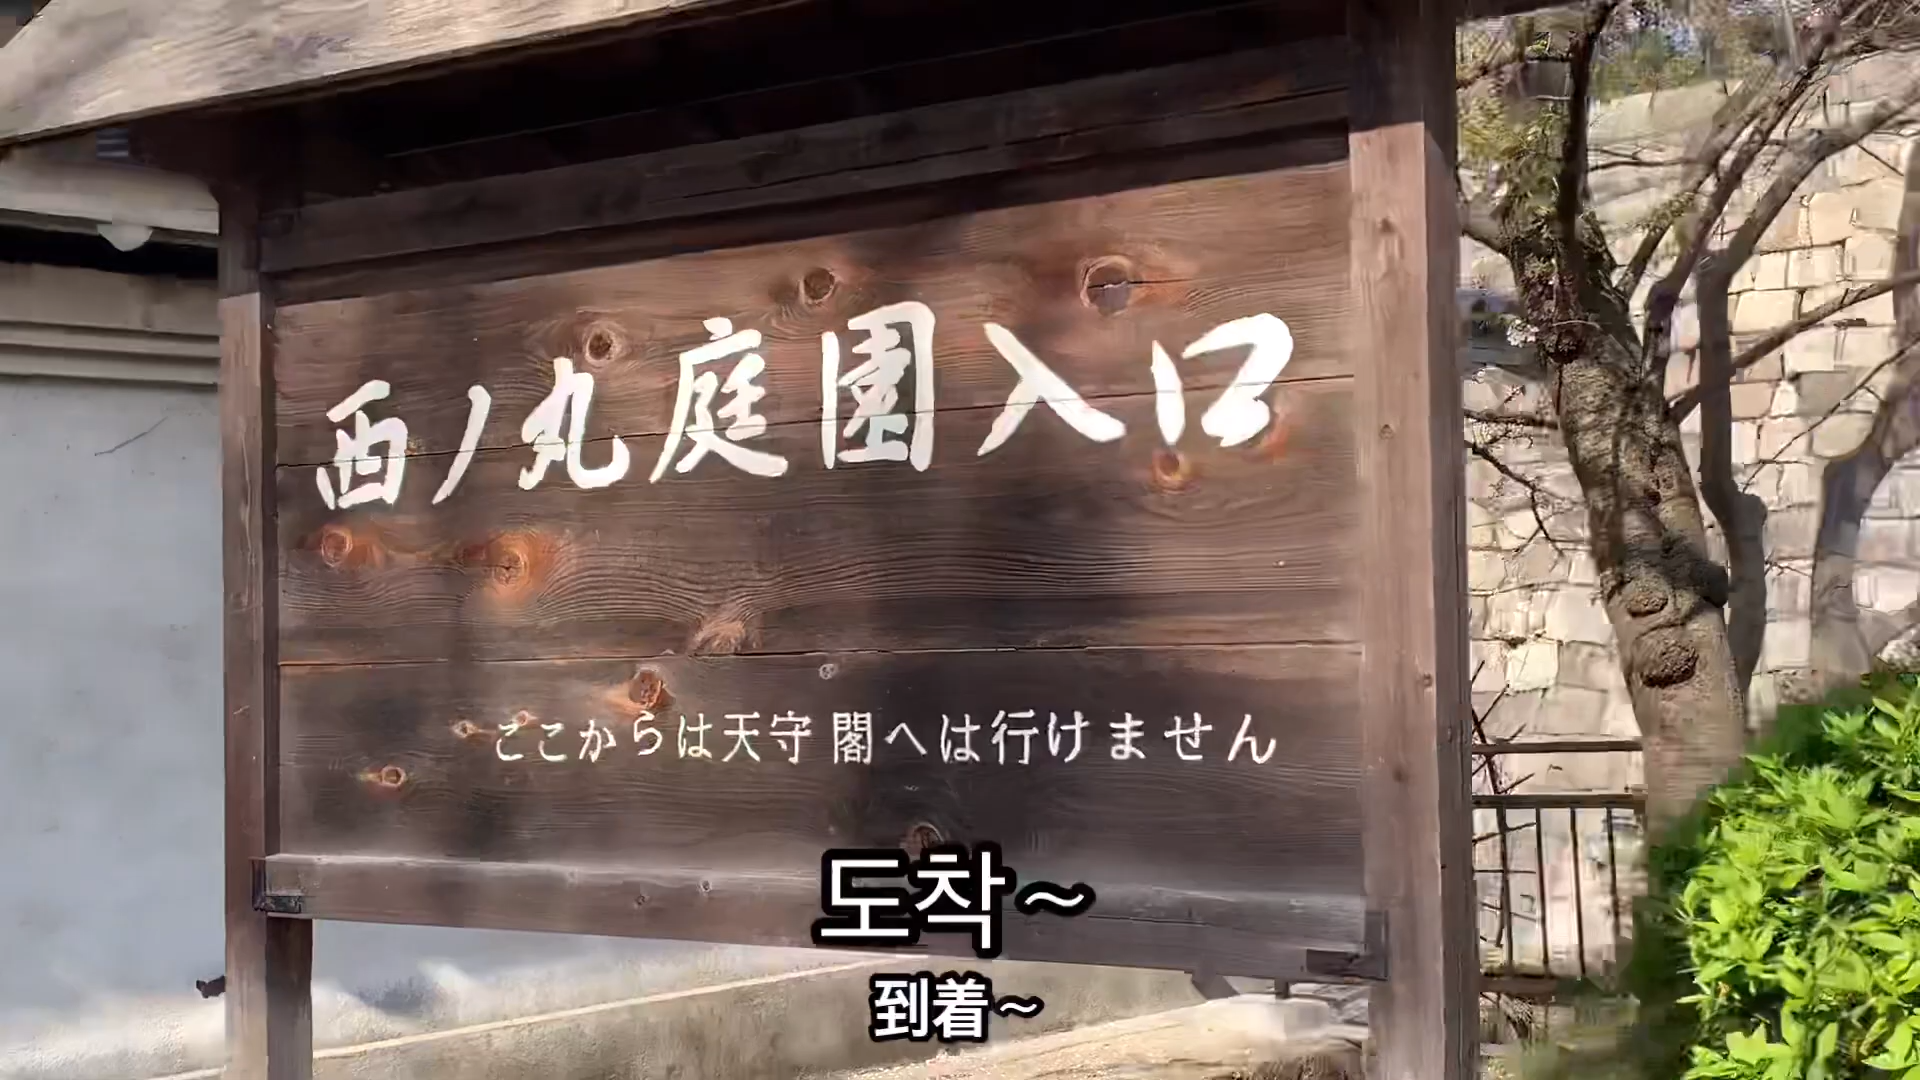 西ノ丸庭園入口
ここからは天守閣へは行けません
도착~
到着~